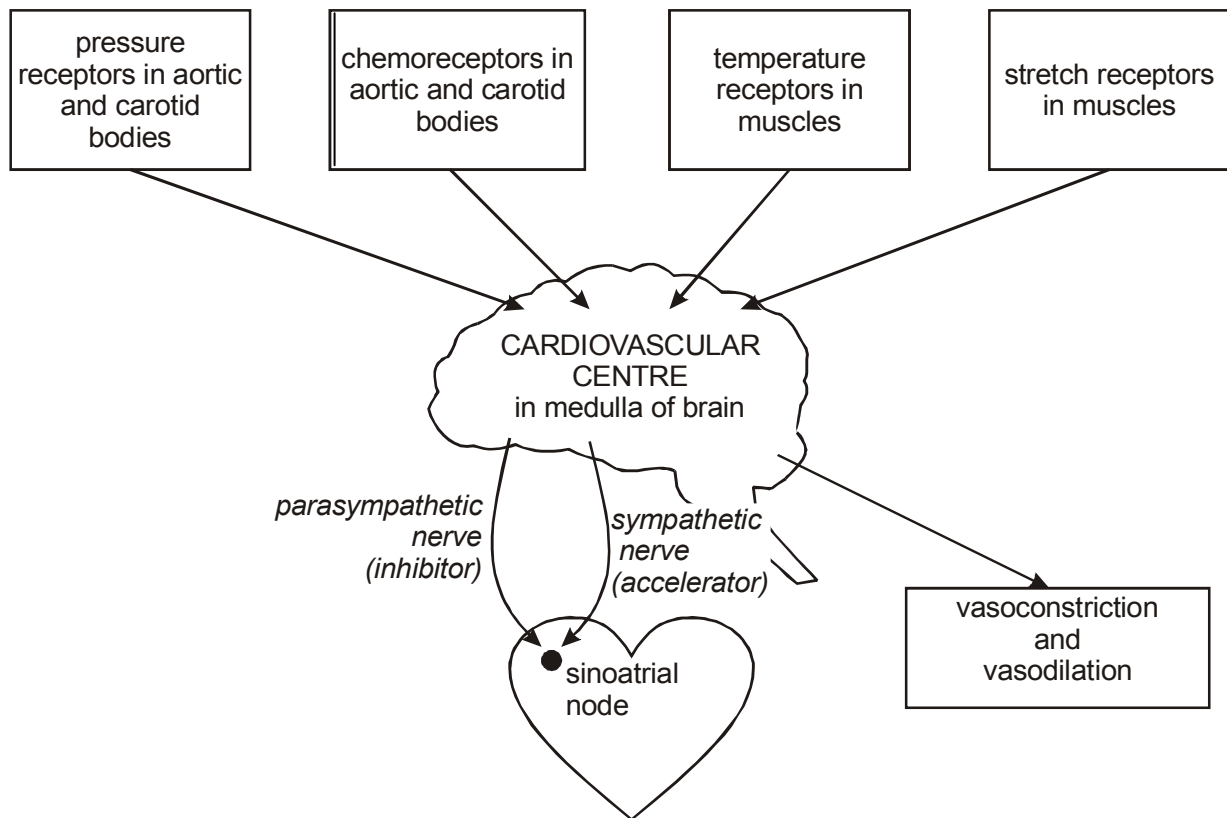 pressure
receptors in aortic
and carotid
bodies
chemoreceptors in
aortic and carotid
bodies
temperature
receptors in
muscles
stretch receptors
in muscles
CARDIOVASCULAR
CENTRE
in medulla of brain
parasympathetic
nerve
(inhibitor)
sympathetic
nerve
(accelerator)
sinoatrial
node
vasoconstriction
and
vasodilation